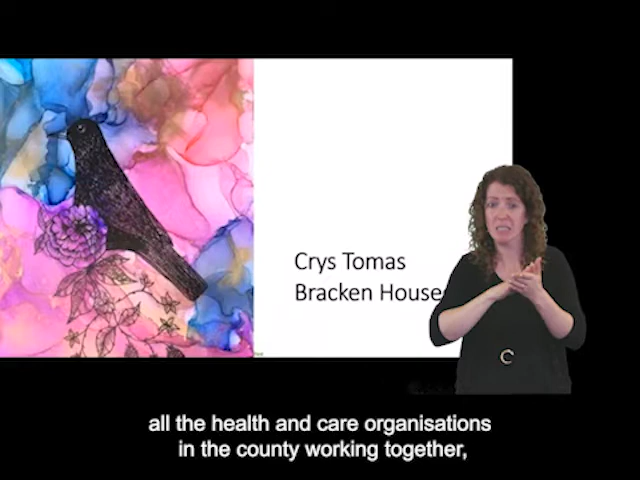 Crys Tomas
Bracken House
all the health and care organisations
in the county working together,